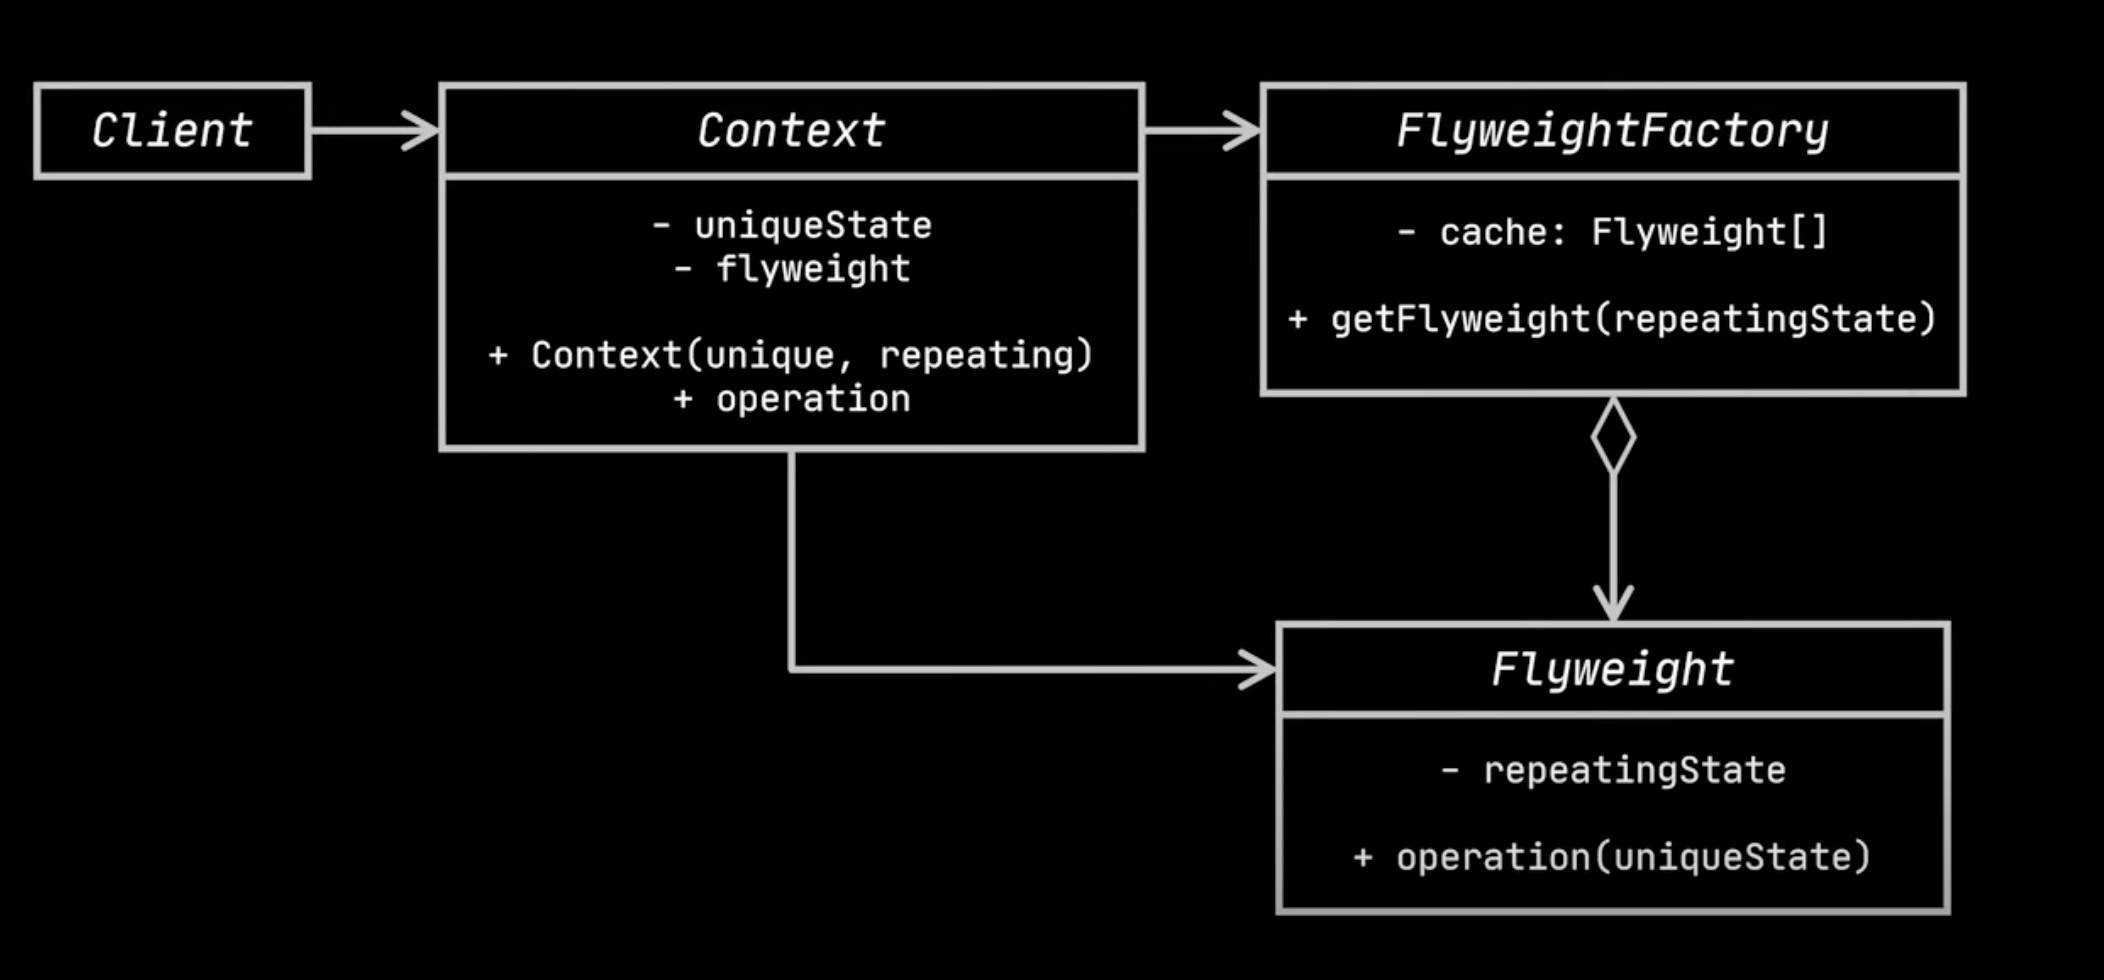 Client
Context
- uniqueState
- flyweight
+ Context(unique, repeating)
+ operation
FlyweightFactory
- cache: Flyweight[]
+ getFlyweight(repeatingState)
Flyweight
- repeatingState
+ operation(uniqueState)